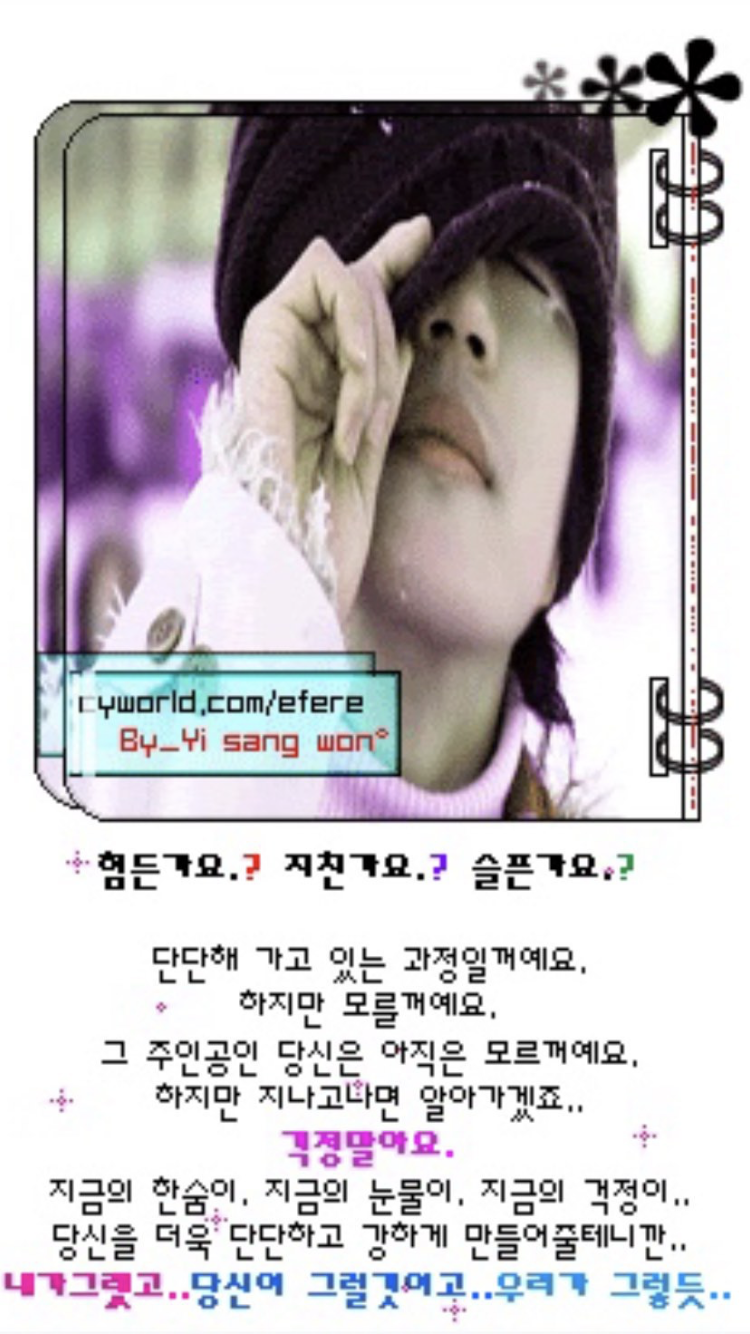 cyworld.com/efere
By_Yi sang won°
힘든가요.? 지친가요.? 슬픈가요.?
단단해 가고 있는 과정일꺼예요.
하지만 모를꺼예요.
그 주인공인 당신은 아직은 모르꺼예요.
하지만 지나고나면 알아가겠죠..
걱정말아요.
지금의 한숨이, 지금의 눈물이, 지금의 걱정이..
당신을 더욱 단단하고 강하게 만들어줄테니깐..
내가그랬고..당신이 그럴것이고..우리가 그렇듯..